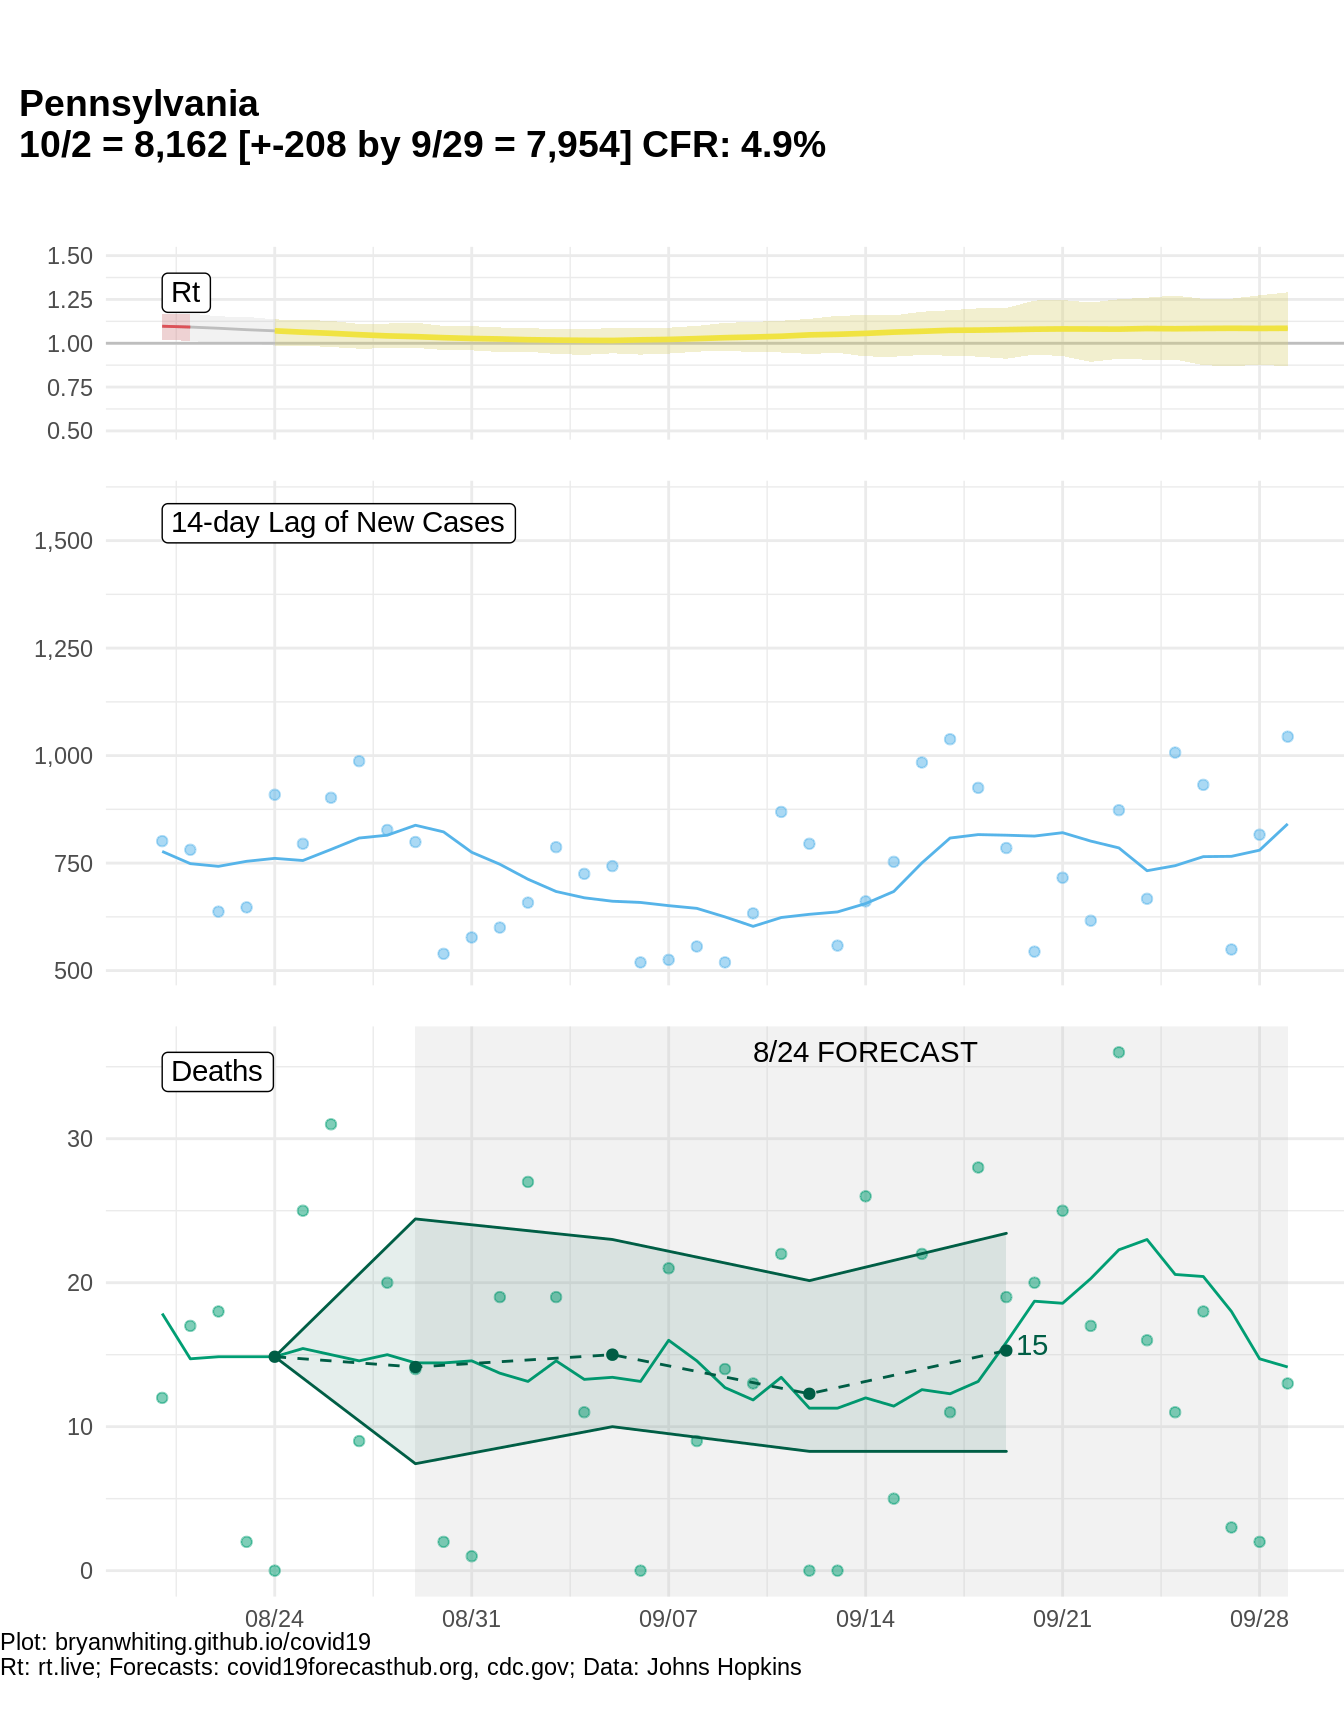 Pennsylvania
10/2 = 8,162 [+-208 by 9/29 = 7,954] CFR: 4.9%
1.50
1.25
1.00
0.75
0.50
Rt
14-day Lag of New Cases
1,500
1,250
1,000
750
500
8/24 FORECAST
Deaths
30
20
10
0
15
08/24 08/31 09/07 09/14 09/21 09/28
Plot: bryanwhiting.github.io/covid19
Rt: rt.live; Forecasts: covid19forecasthub.org, cdc.gov; Data: Johns Hopkins